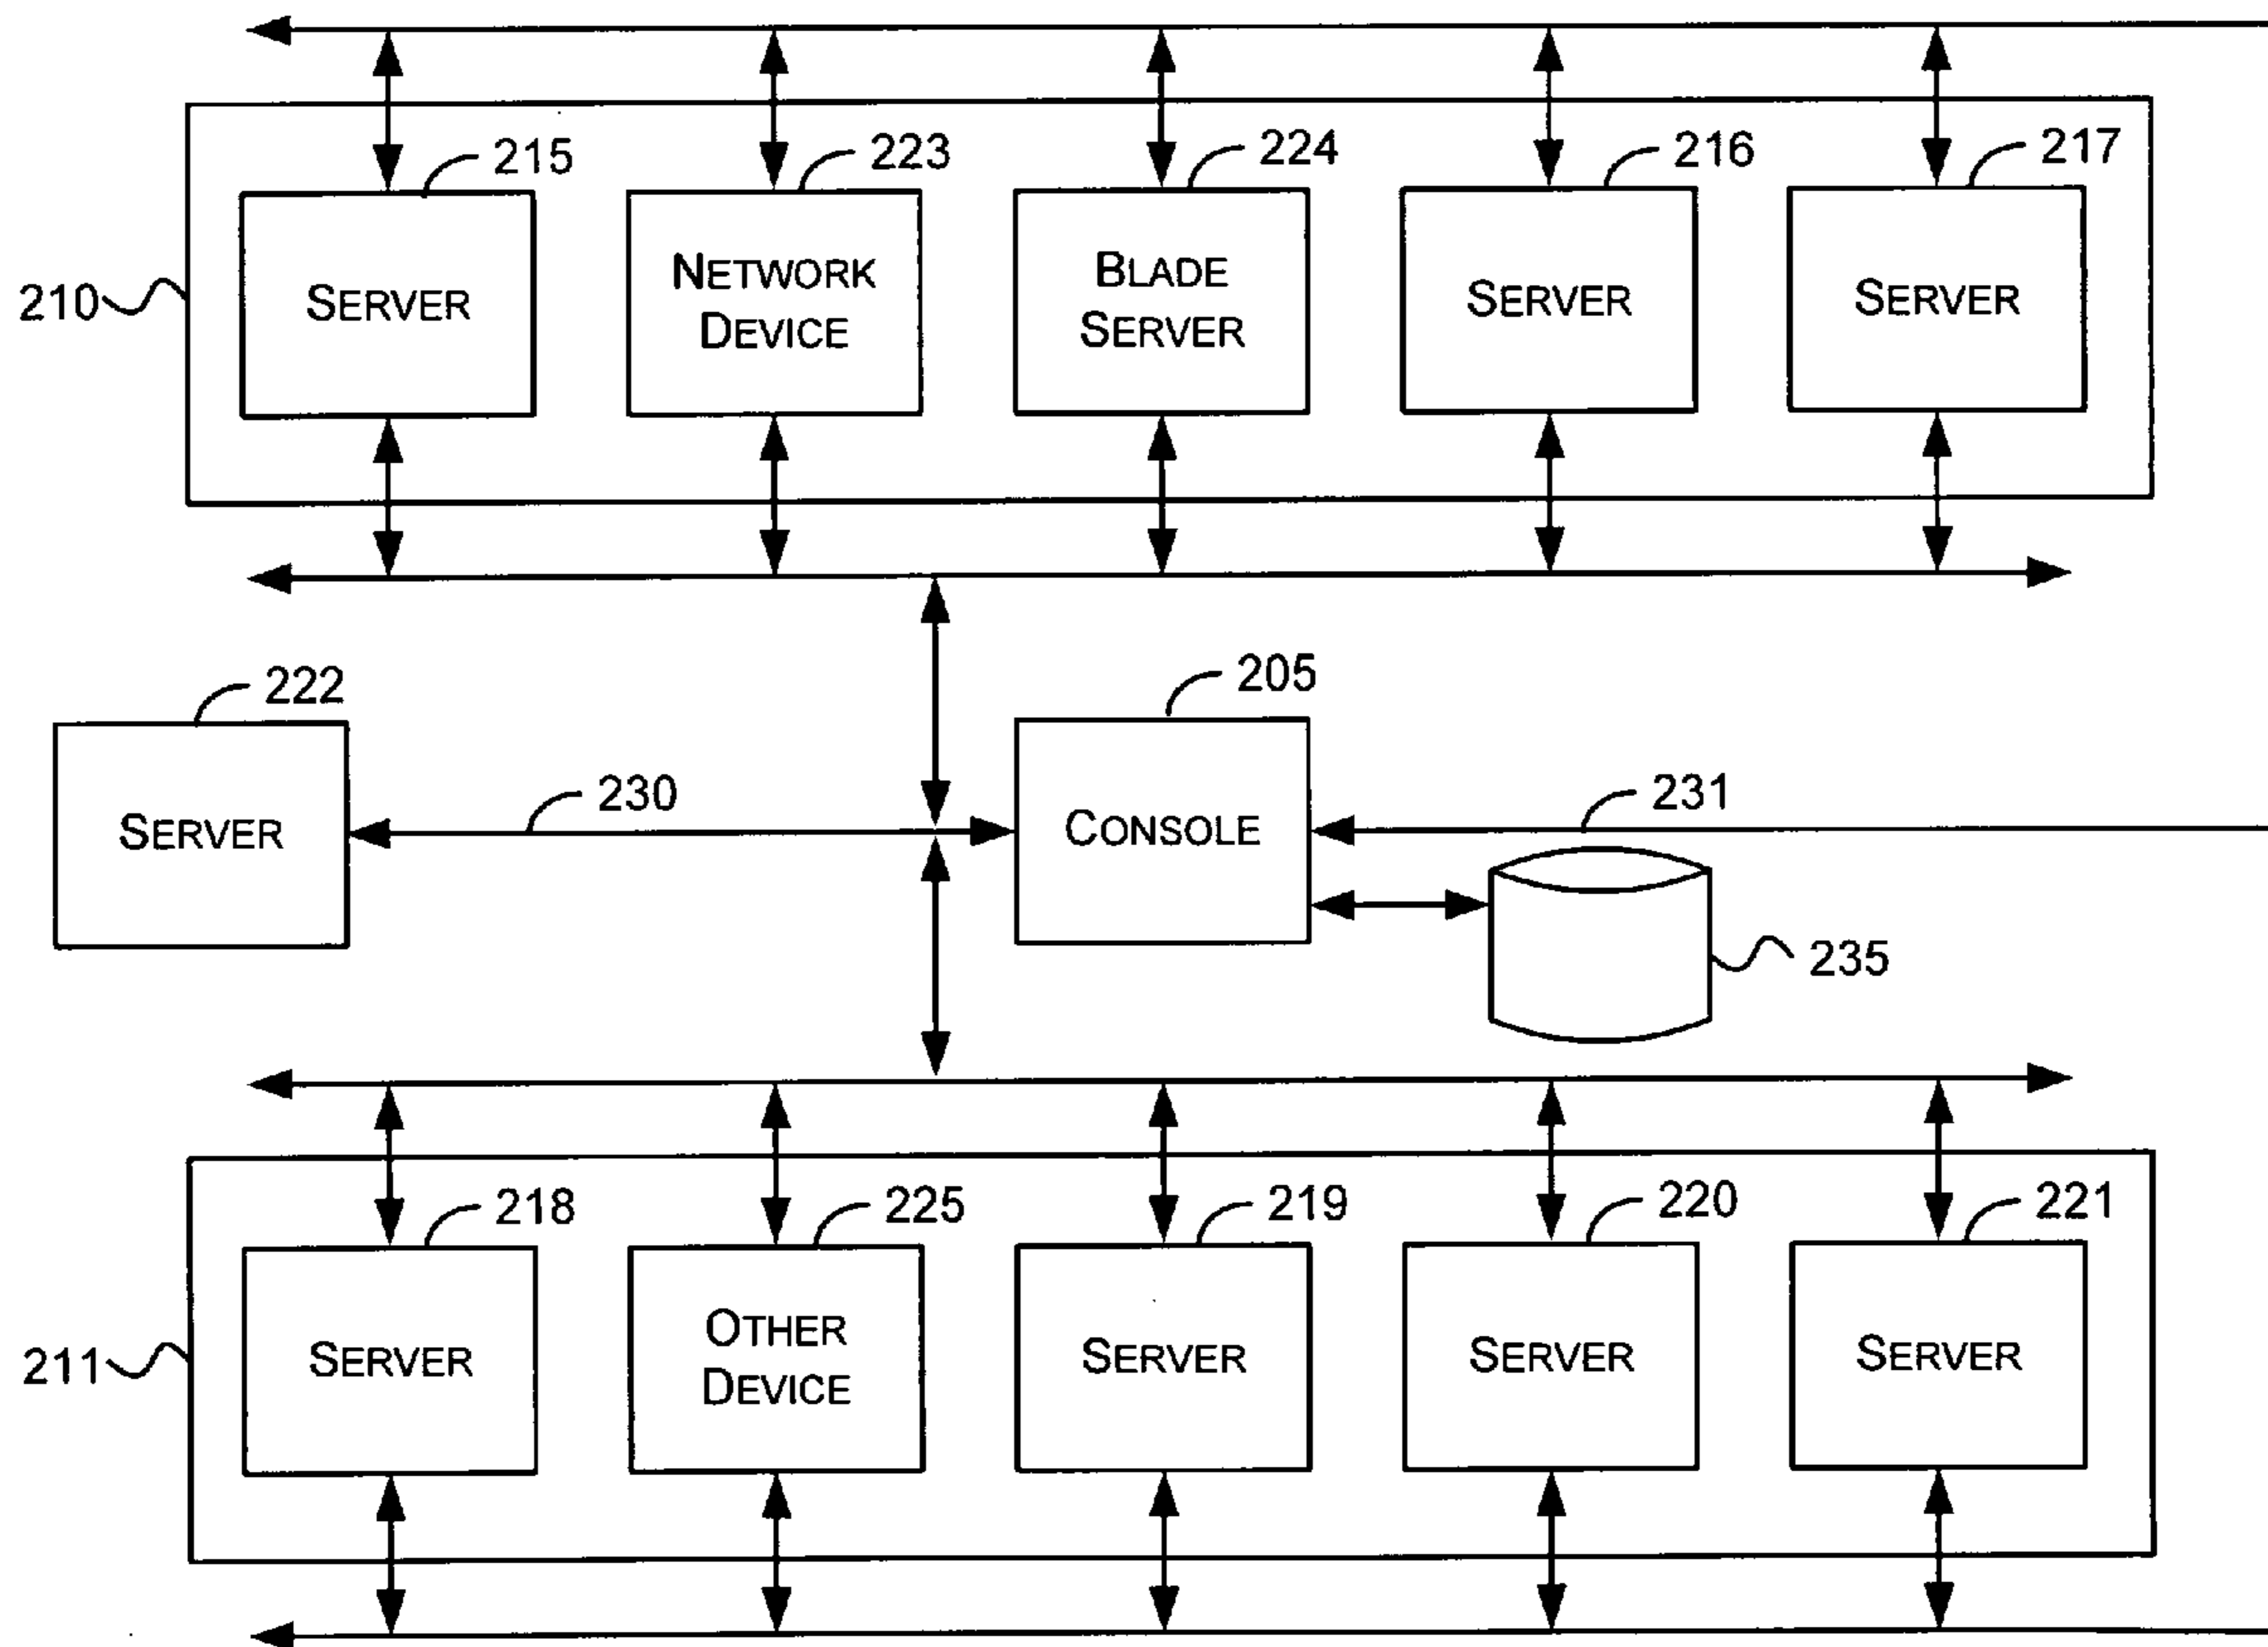 215
223
224
216
217
210
SERVER
NETWORK
DEVICE
BLADE
SERVER
SERVER
SERVER
222
205
SERVER
230
CONSOLE
231
235
218
225
219
220
221
211
SERVER
OTHER
DEVICE
SERVER
SERVER
SERVER